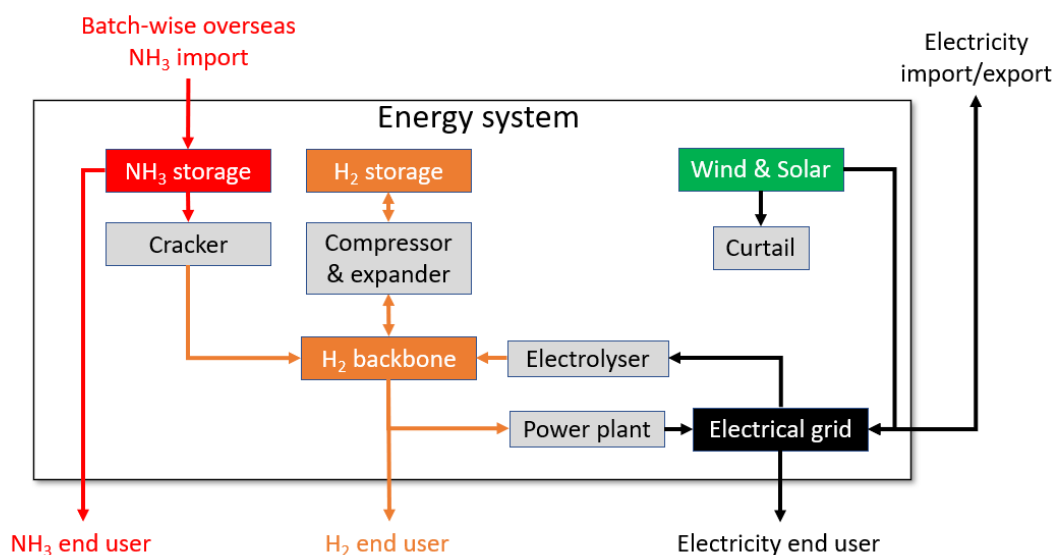 Batch-wise overseas
NH₃ import
Electricity
import/export
Energy system
NH₃ storage
H₂ storage
Wind & Solar
Cracker
Compressor
& expander
Curtail
H₂ backbone
Electrolyser
Power plant
Electrical grid
NH₃ end user
H₂ end user
Electricity end user